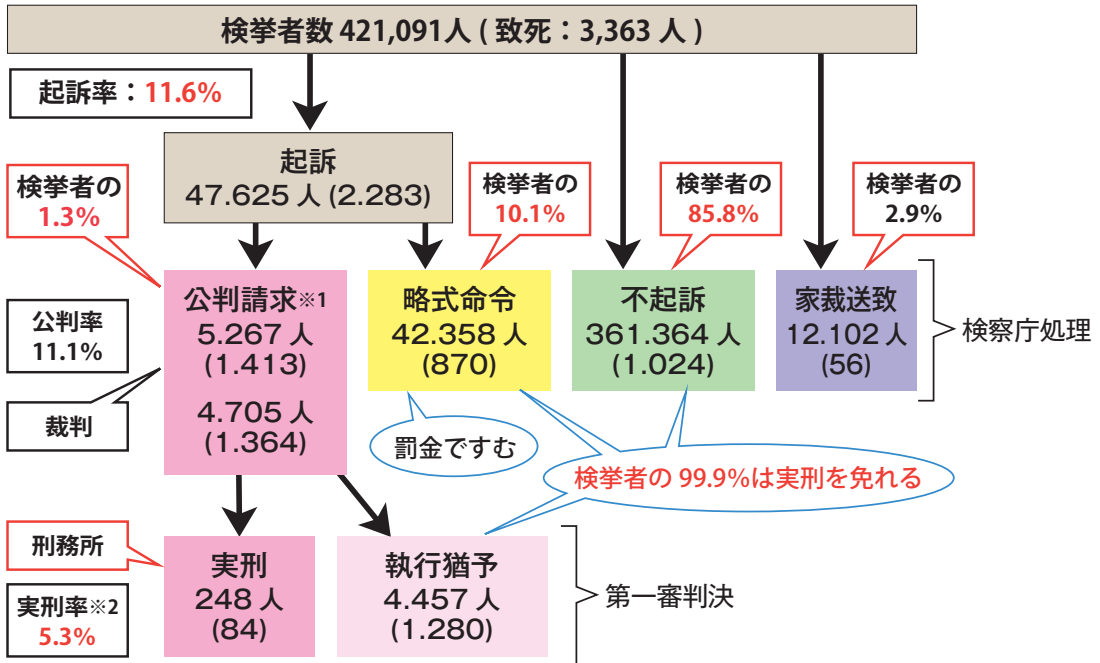 検挙者数 421,091人 ( 致死：3,363 人 )
起訴率：11.6%
起訴
47.625 人 (2.283)
検挙者の
1.3%
検挙者の
10.1%
検挙者の
85.8%
検挙者の
2.9%
公判請求※1
5.267 人
(1.413)
4.705 人
(1.364)
略式命令
42.358 人
(870)
不起訴
361.364 人
(1.024)
家裁送致
12.102 人
(56)
検察庁処理
公判率
11.1%
裁判
罰金ですむ
検挙者の 99.9%は実刑を免れる
刑務所
実刑率※2
5.3%
実刑
248 人
(84)
執行猶予
4.457 人
(1.280)
第一審判決